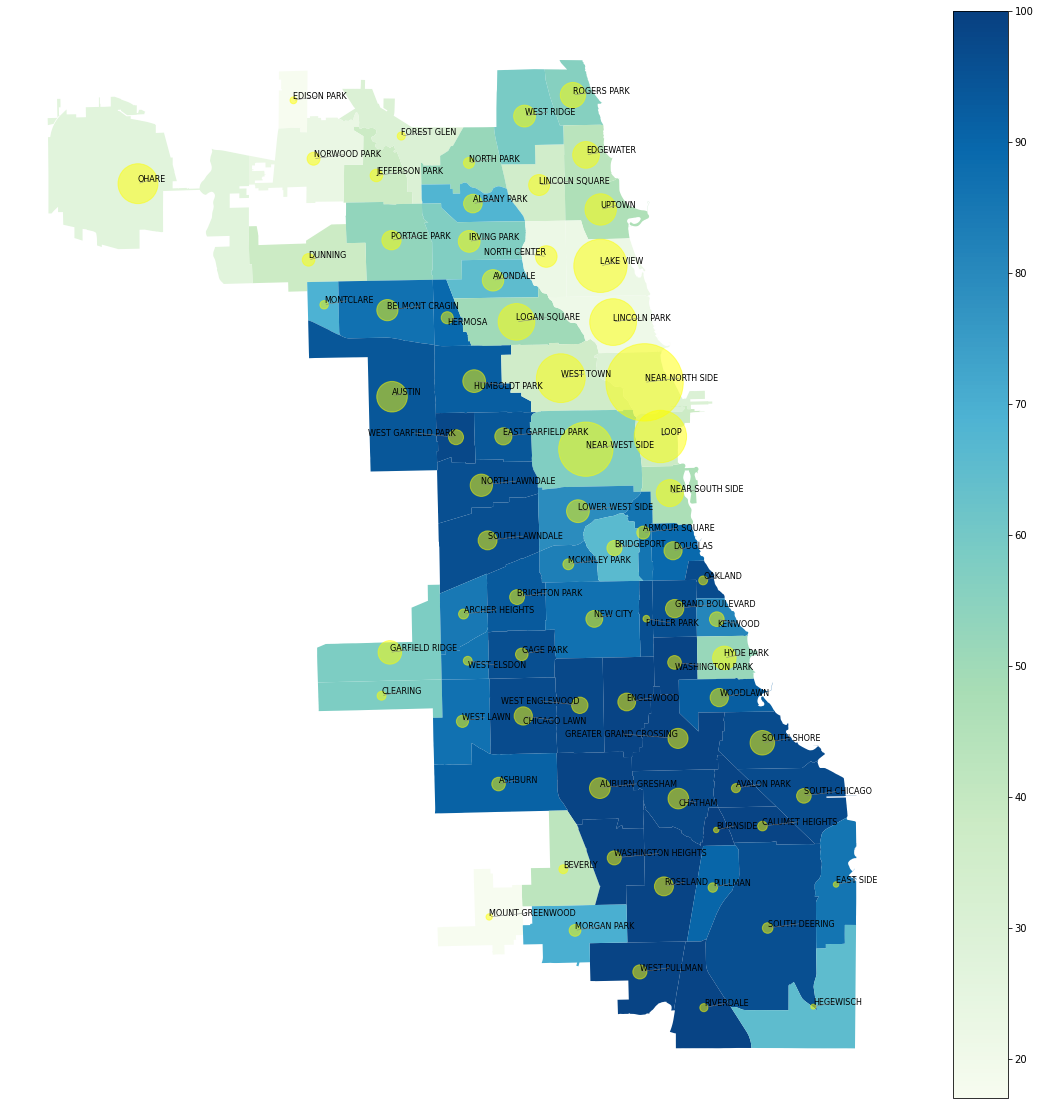 100
EDISON PARK
ROGERS PARK
WEST RIDGE
FOREST GLEN
90
EDGEWATER
NORWOOD PARK
NORTH PARK
JEFFERSON PARK
OHARE
LINCOLN SQUARE
ALBANY PARK
UPTOWN
PORTAGE PARK
IRVING PARK
NORTH CENTER
DUNNING
LAKE VIEW
80
AVONDALE
MONTCLARE
BELMONT CRAGIN
HERMOSA
LOGAN SQUARE
LINCOLN PARK
WEST TOWN
NEAR NORTH SIDE
HUMBOLDT PARK
AUSTIN
70
WEST GARFIELD PARK
EAST GARFIELD PARK
LOOP
NEAR WEST SIDE
NORTH LAWNDALE
NEAR SOUTH SIDE
LOWER WEST SIDE
ARMOUR SQUARE
60
SOUTH LAWNDALE
BRIDGEPORT
DOUGLAS
MCKINLEY PARK
OAKLAND
BRIGHTON PARK
GRAND BOULEVARD
ARCHER HEIGHTS
NEW CITY
FULLER PARK
KENWOOD
GARFIELD RIDGE
GAGE PARK
HYDE PARK
WEST ELSDON
WASHINGTON PARK
50
CLEARING
WOODLAWN
ENGLEWOOD
WEST ENGLEWOOD
WEST LAWN
CHICAGO LAWN
GREATER GRAND CROSSING
SOUTH SHORE
ASHBURN
AUBURN GRESHAM
AVALON PARK
SOUTH CHICAGO
40
CHATHAM
BURNSIDE
CALUMET HEIGHTS
WASHINGTON HEIGHTS
BEVERLY
ROSELAND
PULLMAN
EAST SIDE
MOUNT GREENWOOD
MORGAN PARK
SOUTH DEERING
30
WEST PULLMAN
RIVERDALE
HEGEWISCH
20